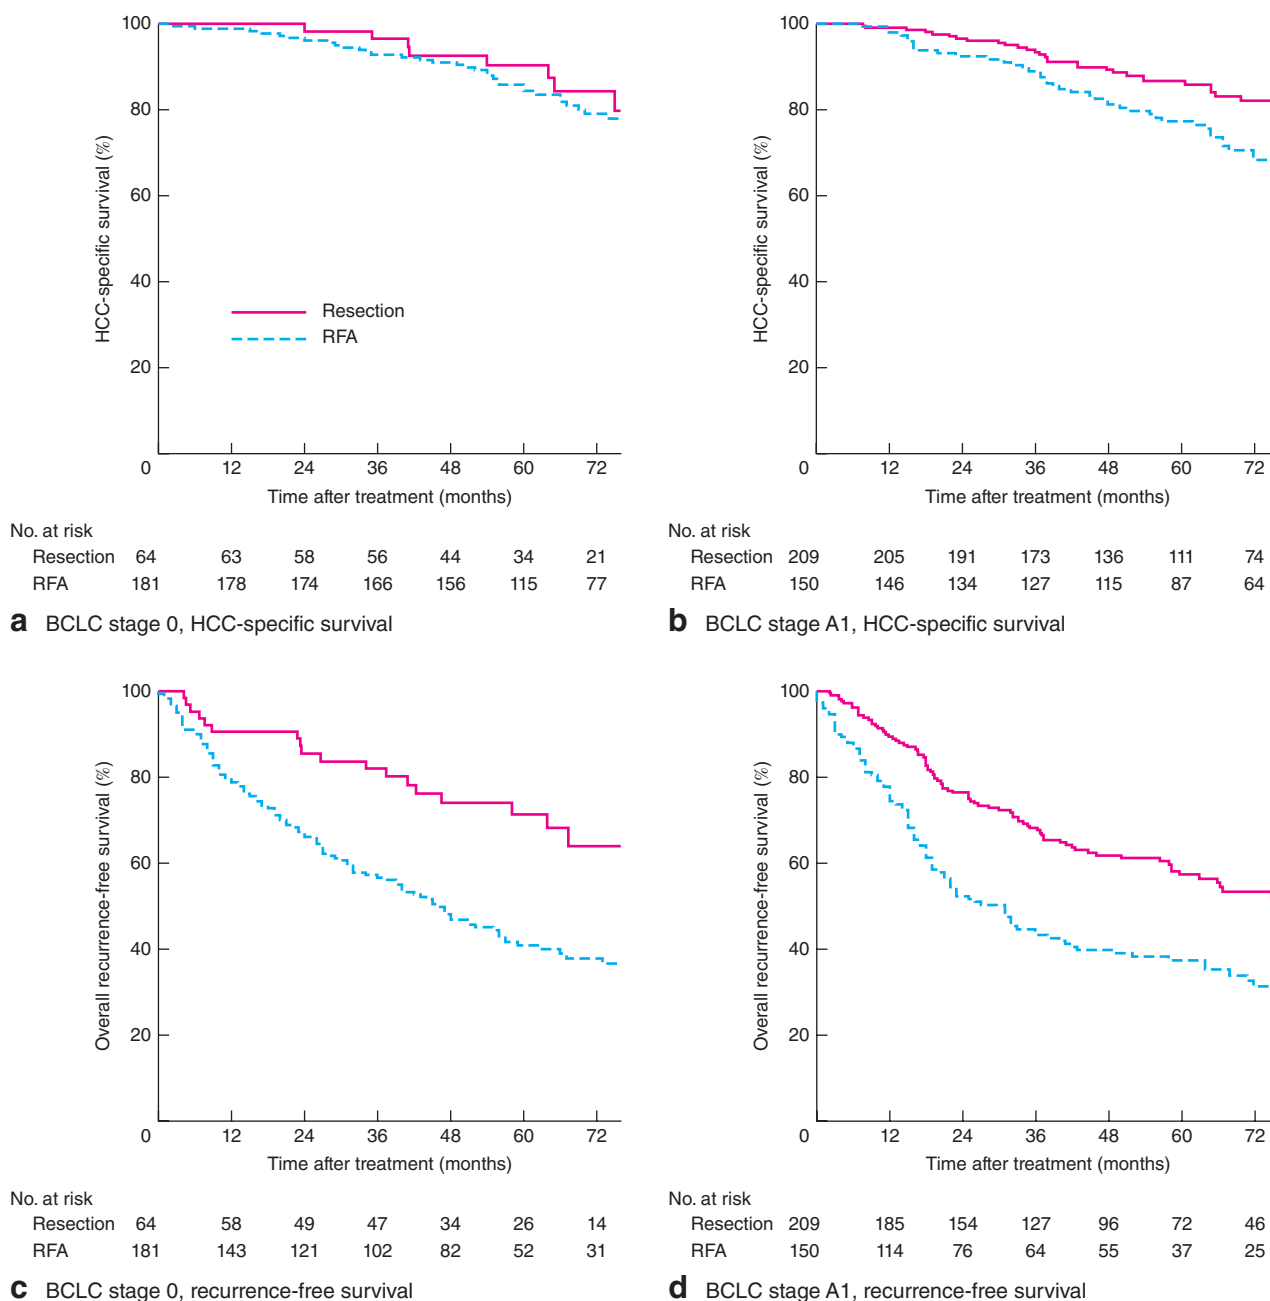 HCC-specific survival (%)
100
80
60
40
20
Resection
RFA
0 12 24 36 48 60 72
Time after treatment (months)
No. at risk
Resection 64 63 58 56 44 34 21
RFA 181 178 174 166 156 115 77
a BCLC stage 0, HCC-specific survival
HCC-specific survival (%)
100
80
60
40
20
0 12 24 36 48 60 72
Time after treatment (months)
No. at risk
Resection 209 205 191 173 136 111 74
RFA 150 146 134 127 115 87 64
b BCLC stage A1, HCC-specific survival
Overall recurrence-free survival (%)
100
80
60
40
20
0 12 24 36 48 60 72
Time after treatment (months)
No. at risk
Resection 64 58 49 47 34 26 14
RFA 181 143 121 102 82 52 31
c BCLC stage 0, recurrence-free survival
Overall recurrence-free survival (%)
100
80
60
40
20
0 12 24 36 48 60 72
Time after treatment (months)
No. at risk
Resection 209 185 154 127 96 72 46
RFA 150 114 76 64 55 37 25
d BCLC stage A1, recurrence-free survival